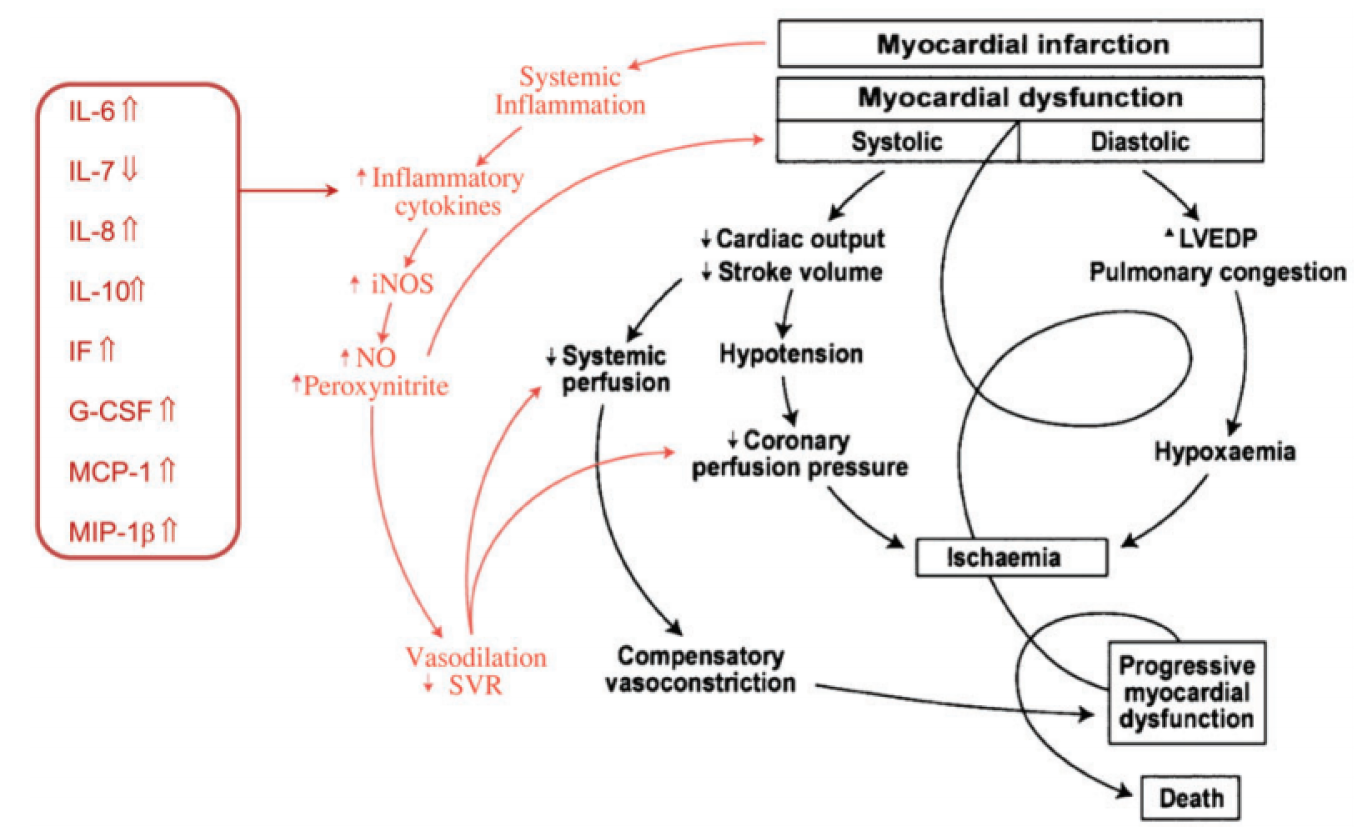 Myocardial infarction
Myocardial dysfunction
Systolic
Diastolic
Systemic
Inflammation
IL-6⇑
IL-7⇓
IL-8⇑
IL-10⇑
IF⇑
G-CSF⇑
MCP-1⇑
MIP-1β⇑
↑Inflammatory
cytokines
↑ iNOS
↑NO
↑Peroxynitrite
Vasodilation
↓ SVR
↓Cardiac output
↓Stroke volume
↓Systemic
perfusion
Hypotension
↓Coronary
perfusion pressure
Compensatory
vasoconstriction
▲LVEDP
Pulmonary congestion
Hypoxaemia
Ischaemia
Progressive
myocardial
dysfunction
Death